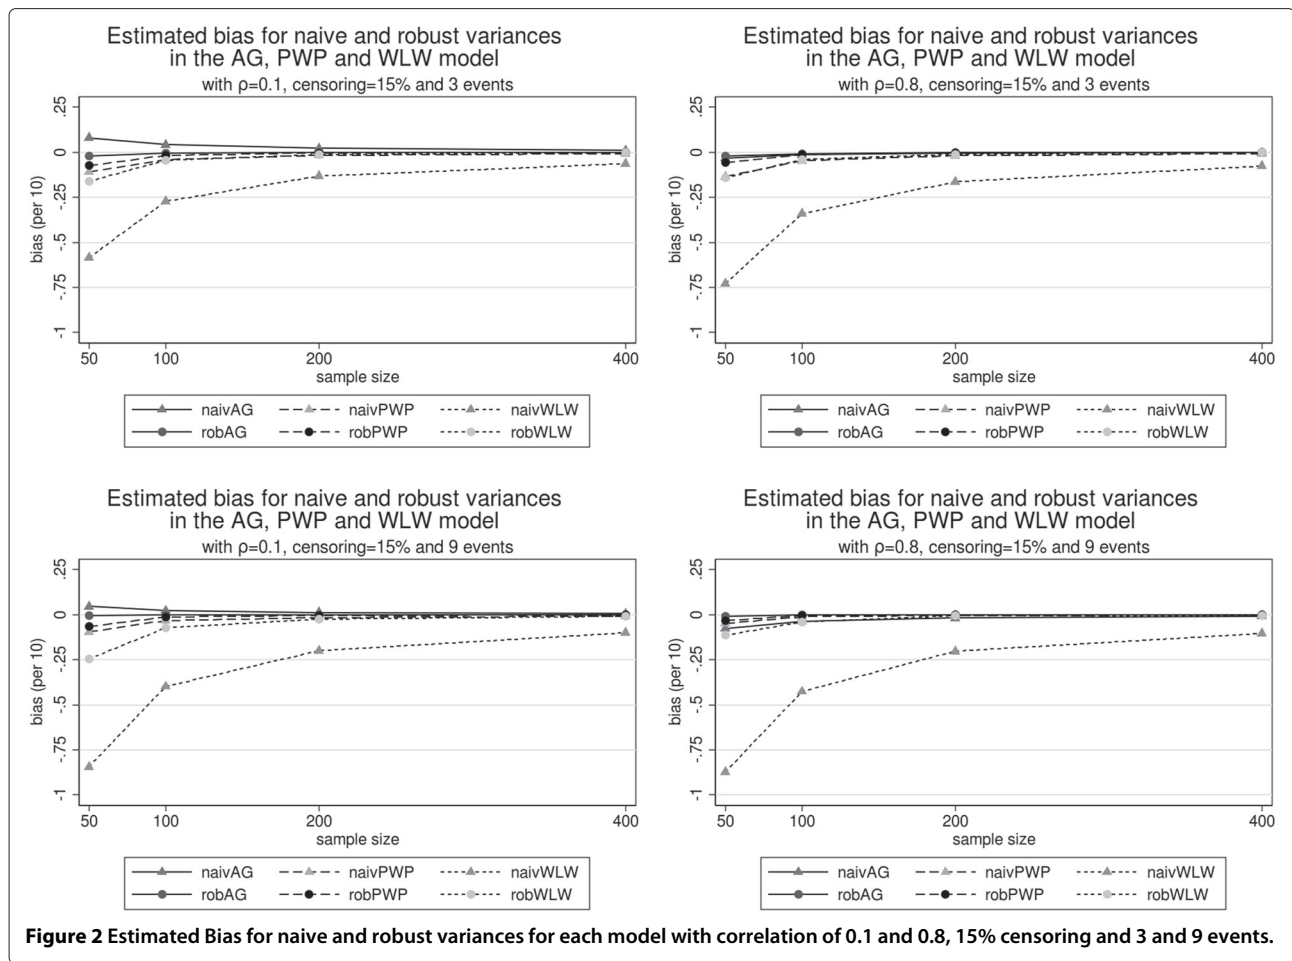 Estimated bias for naive and robust variances
in the AG, PWP and WLW model
with ρ=0.1, censoring=15% and 3 events
bias (per 10)
.25
0
-.25
-.5
-.75
-1
50
100
200
400
sample size
naivAG
naivPWP
naivWLW
robAG
robPWP
robWLW
Estimated bias for naive and robust variances
in the AG, PWP and WLW model
with ρ=0.8, censoring=15% and 3 events
bias (per 10)
.25
0
-.25
-.5
-.75
-1
50
100
200
400
sample size
naivAG
naivPWP
naivWLW
robAG
robPWP
robWLW
Estimated bias for naive and robust variances
in the AG, PWP and WLW model
with ρ=0.1, censoring=15% and 9 events
bias (per 10)
.25
0
-.25
-.5
-.75
-1
50
100
200
400
sample size
naivAG
naivPWP
naivWLW
robAG
robPWP
robWLW
Estimated bias for naive and robust variances
in the AG, PWP and WLW model
with ρ=0.8, censoring=15% and 9 events
bias (per 10)
.25
0
-.25
-.5
-.75
-1
50
100
200
400
sample size
naivAG
naivPWP
naivWLW
robAG
robPWP
robWLW
Figure 2 Estimated Bias for naive and robust variances for each model with correlation of 0.1 and 0.8, 15% censoring and 3 and 9 events.